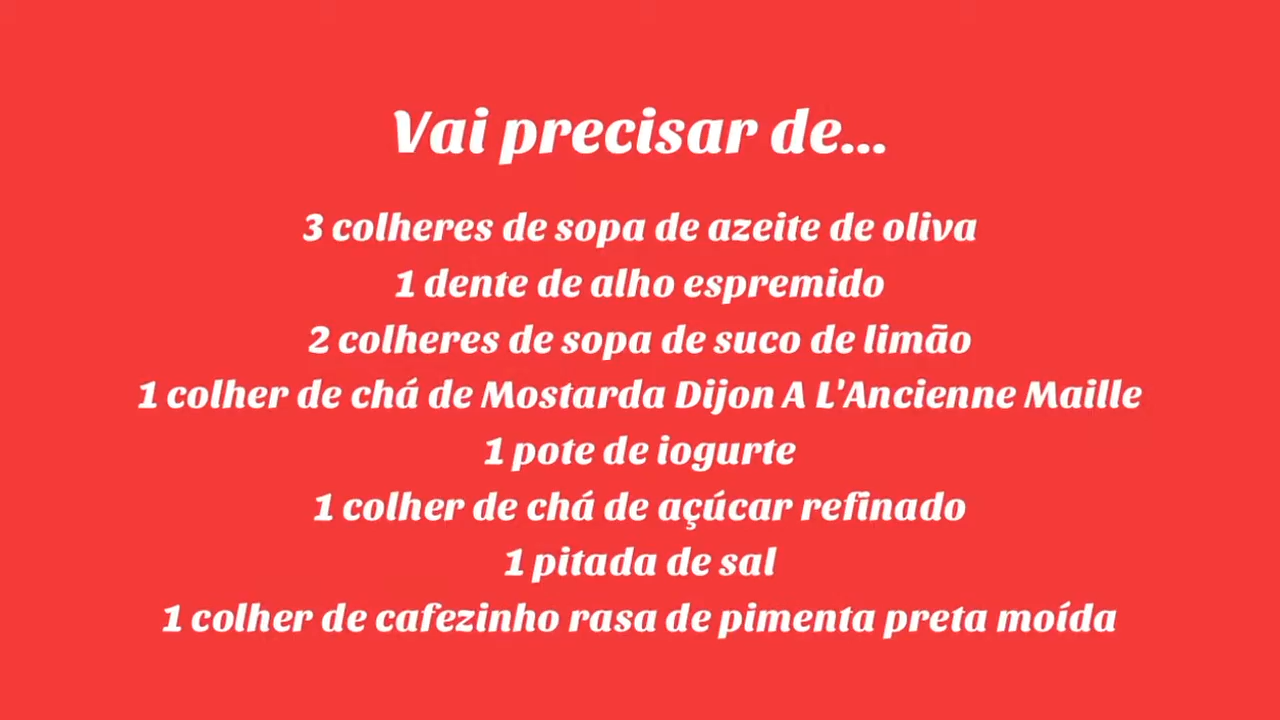 Vai precisar de...
3 colheres de sopa de azeite de oliva
1 dente de alho espremido
2 colheres de sopa de suco de limão
1 colher de chá de Mostarda Dijon A L'Ancienne Maille
1 pote de iogurte
1 colher de chá de açúcar refinado
1 pitada de sal
1 colher de cafezinho rasa de pimenta preta moída